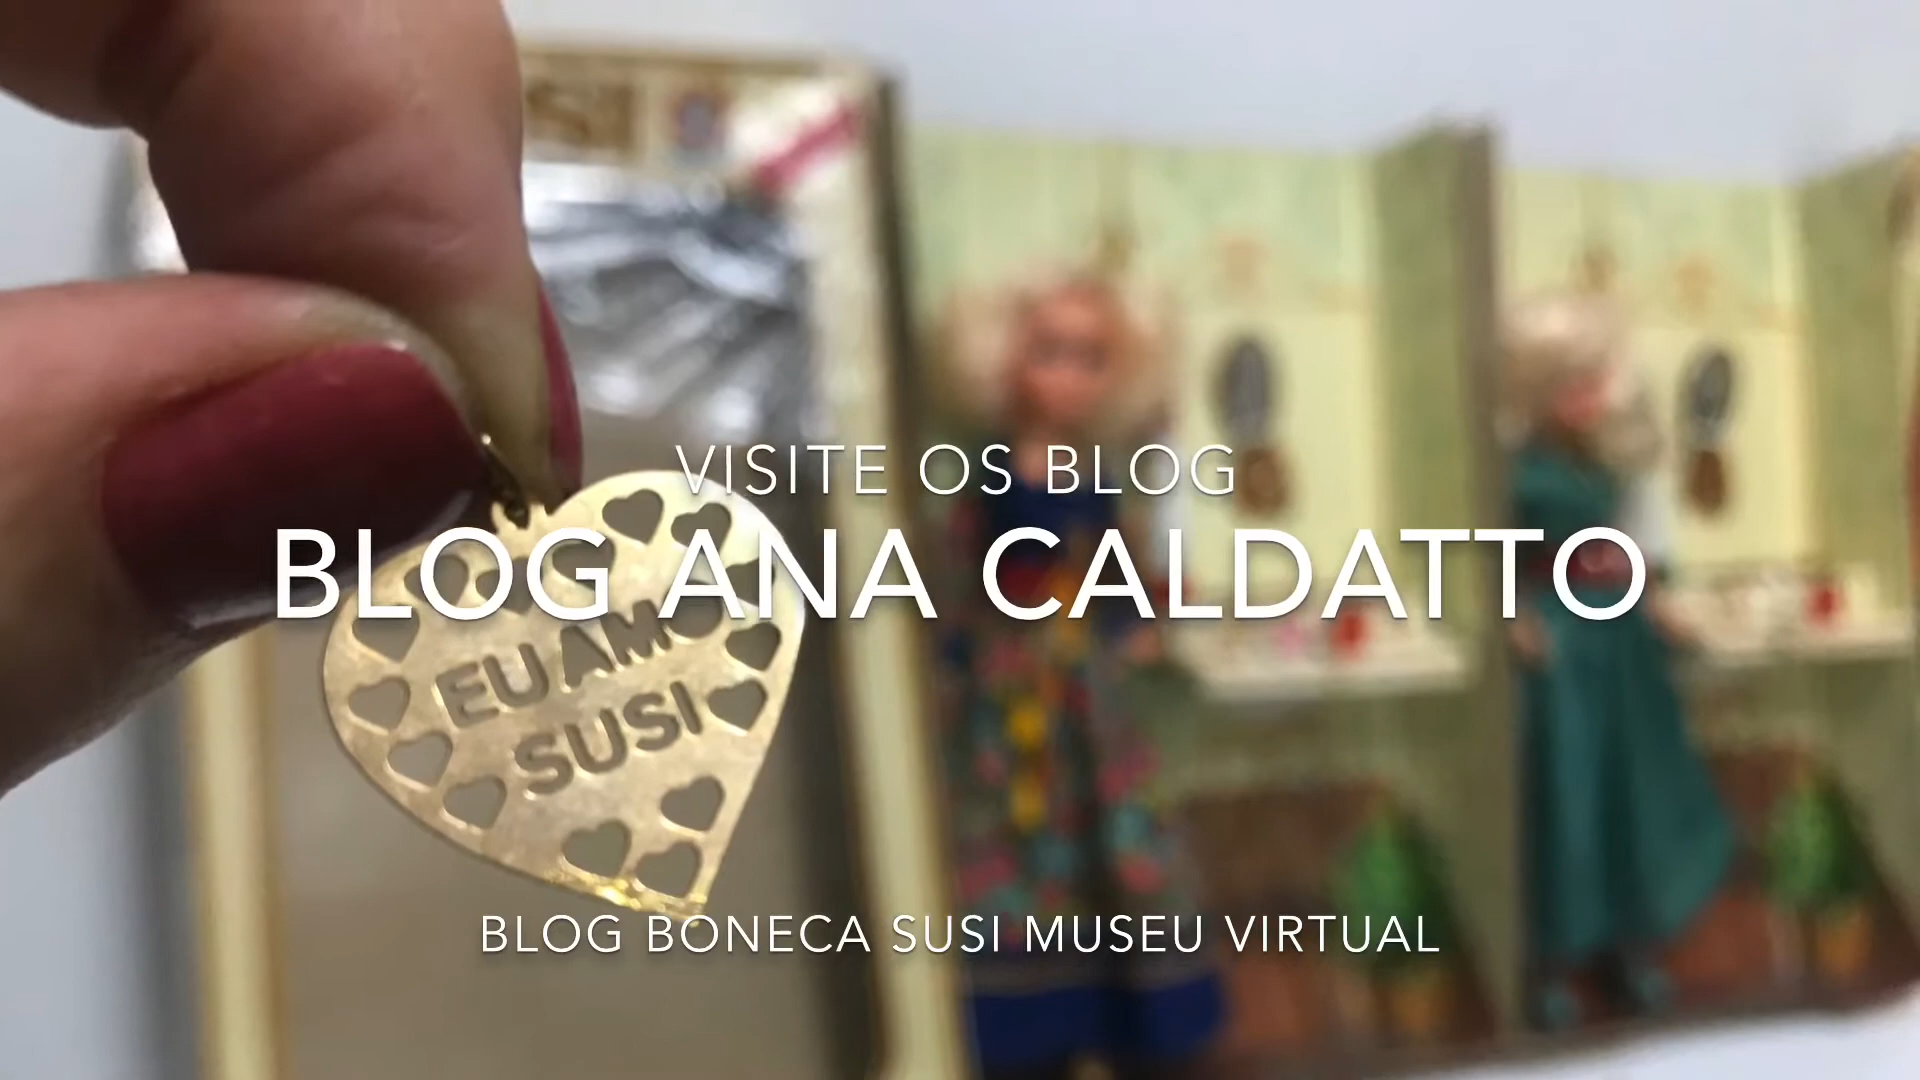 VISITE OS BLOG
BLOG ANA CALDATTO
EU AMO
SUSI
BLOG BONECA SUSI MUSEU VIRTUAL